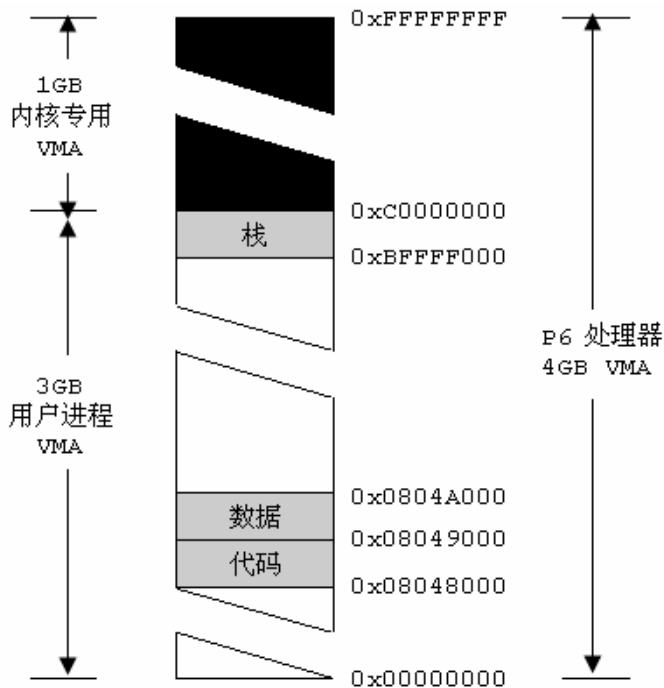 0xFFFFFFFF
1GB
内核专用
VMA
0xC0000000
栈
0xBFFFF000
P6 处理器
4GB VMA
3GB
用户进程
VMA
0x0804A000
数据
0x08049000
代码
0x08048000
0x00000000